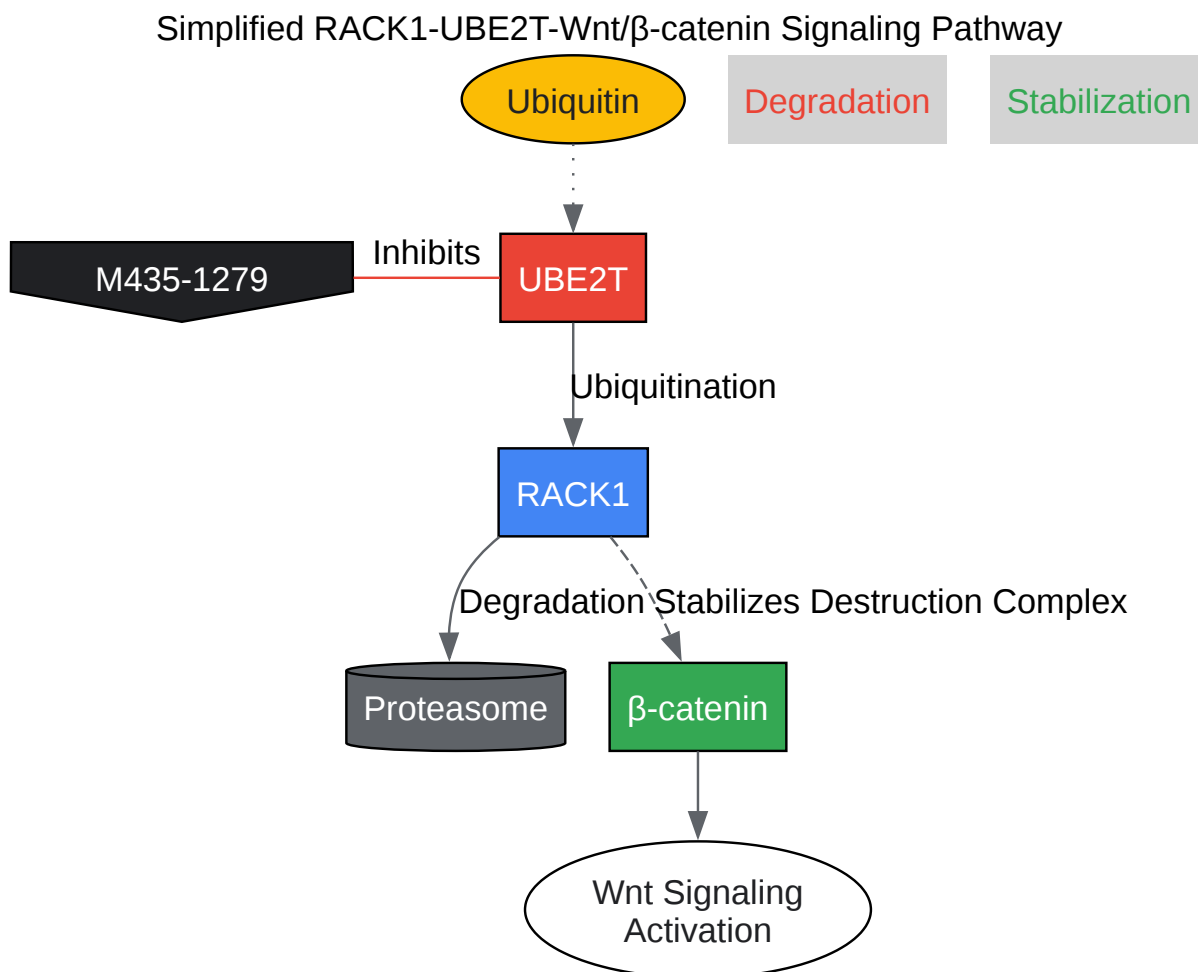 Simplified RACK1-UBE2T-Wnt/β-catenin Signaling Pathway
Ubiquitin
Degradation
Stabilization
M435-1279
Inhibits
UBE2T
Ubiquitination
RACK1
Degradation
Stabilizes Destruction Complex
Proteasome
β-catenin
Wnt Signaling
Activation